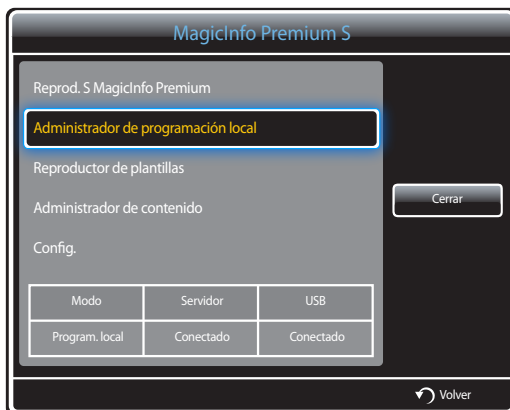 MagicInfo Premium S
Reprod. S MagicInfo Premium
Administrador de programación local
Reproductor de plantillas
Administrador de contenido
Config.
Cerrar
Modo Servidor USB
Program. local Conectado Conectado
Volver